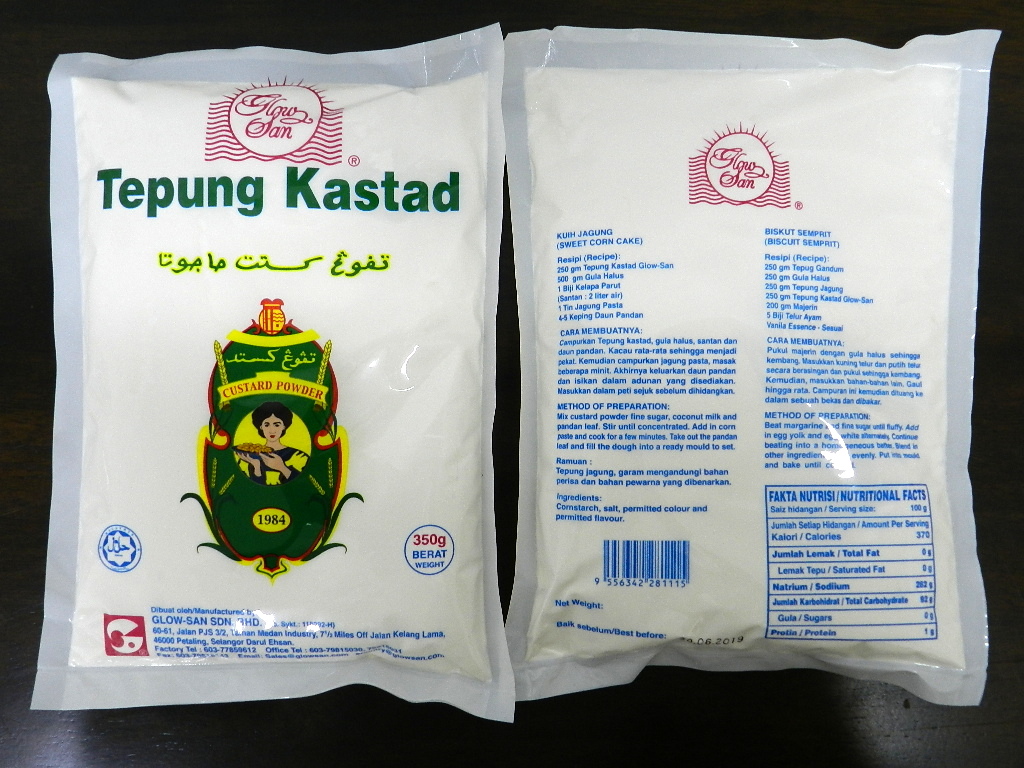 Glow
San
®
Tepung Kastad
تڤوڠ کستت ماجوتا
تڤوڠ کستد
CUSTARD POWDER
1984
حلال
350g
BERAT
WEIGHT
Dibuat oleh/Manufactured by
GLOW-SAN SDN. BHD.
60-61, Jalan PJS 3/2, Taman Medan Industry, 7½ Miles Off Jalan Kelang Lama,
46000 Petaling, Selangor Darul Ehsan.
Factory Tel : 603-77859612 Office Tel : 603-79815030,
Email: Sales@glowsan.com,
Glow
San
®
KUIH JAGUNG
(SWEET CORN CAKE)
Resipi (Recipe):
250 gm Tepung Kastad Glow-San
500 gm Gula Halus
1 Biji Kelapa Parut
(Santan : 2 liter air)
1 Tin Jagung Pasta
4-5 Keping Daun Pandan
CARA MEMBUATNYA:
Campurkan Tepung kastad, gula halus, santan dan
daun pandan. Kacau rata-rata sehingga menjadi
pekat. Kemudian campurkan jagung pasta, masak
beberapa minit. Akhirnya keluarkan daun pandan
dan isikan dalam adunan yang disediakan.
Masukkan dalam peti sejuk sebelum dihidangkan.
METHOD OF PREPARATION:
Mix custard powder fine sugar, coconut milk and
pandan leaf. Stir until concentrated. Add in corn
paste and cook for a few minutes. Take out the pandan
leaf and fill the dough into a ready mould to set.
Ramuan :
Tepung jagung, garam mengandungi bahan
perisa dan bahan pewarna yang dibenarkan.
Ingredients:
Cornstarch, salt, permitted colour and
permitted flavour.
9 556342 281115
Net Weight:
Baik sebelum/Best before: 06 2019
BISKUT SEMPRIT
(BISCUIT SEMPRIT)
Resipi (Recipe):
250 gm Tepug Gandum
250 gm Gula Halus
250 gm Tepung Jagung
250 gm Tepung Kastad Glow-San
200 gm Majerin
5 Biji Telur Ayam
Vanila Essence - Sesuai
CARA MEMBUATNYA:
Pukul majerin dengan gula halus sehingga
kembang. Masukkan kuning telur dan putih telur
secara berasingan dan pukul sehingga kembang.
Kemudian, masukkan bahan-bahan lain. Gaul
hingga rata. Campuran ini kemudian dituang ke
dalam sebuah bekas dan dibakar.
METHOD OF PREPARATION:
Beat margarine and fine sugar until fluffy. Add
in egg yolk and egg white alternately. Continue
beating into a homogeneous batter. Blend in
other ingredients evenly. Put into mould
and bake until
FAKTA NUTRISI/NUTRITIONAL FACTS
Saiz hidangan / Serving size: 100 g
Jumlah Setiap Hidangan / Amount Per Serving
Kalori / Calories 370
Jumlah Lemak / Total Fat 0 g
Lemak Tepu / Saturated Fat 0 g
Natrium / Sodiium 283 g
Jumlah Karbohidrat / Total Carbohydrate 92 g
Gula / Sugars 0 g
Protin / Protein 1 g